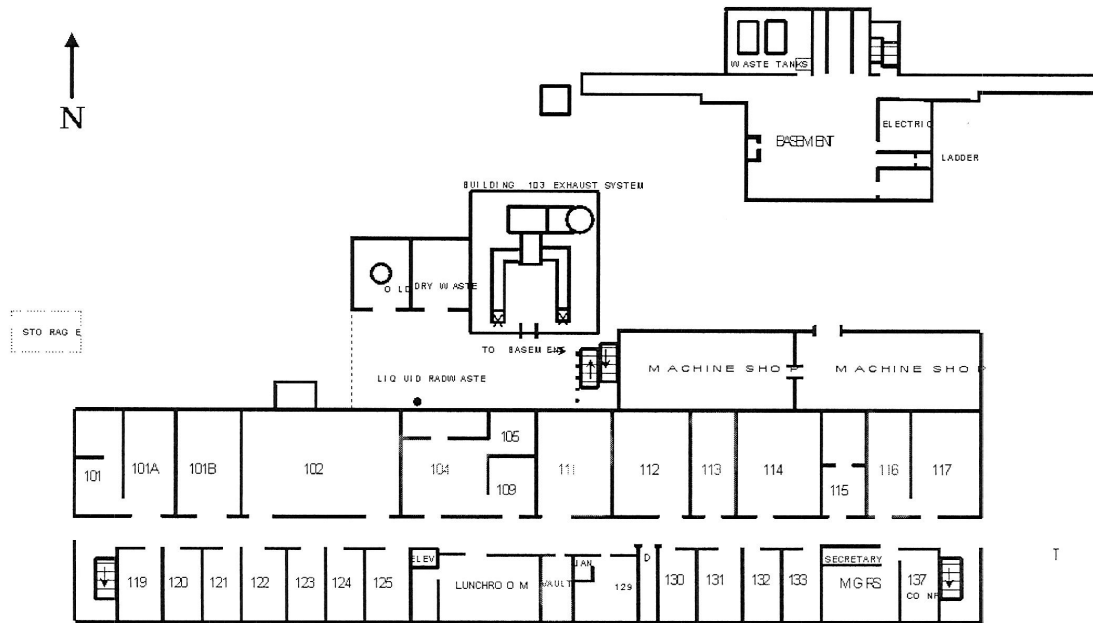 WASTE TANKS
N
ELECTRIC
BASEMENT
LADDER
BUILDING 103 EXHAUST SYSTEM
OLD DRY WASTE
STORAGE
TO BASEMENT
MACHINE SHOP MACHINE SHOP
LIQUID RADWASTE
105
101 101A 101B 102 104 111 112 113 114 116 117
109 115
T
ELEV JAN D SECRETARY
119 120 121 122 123 124 125 LUNCHROOM VAULT 129 130 131 132 133 MGRS 137
CONF